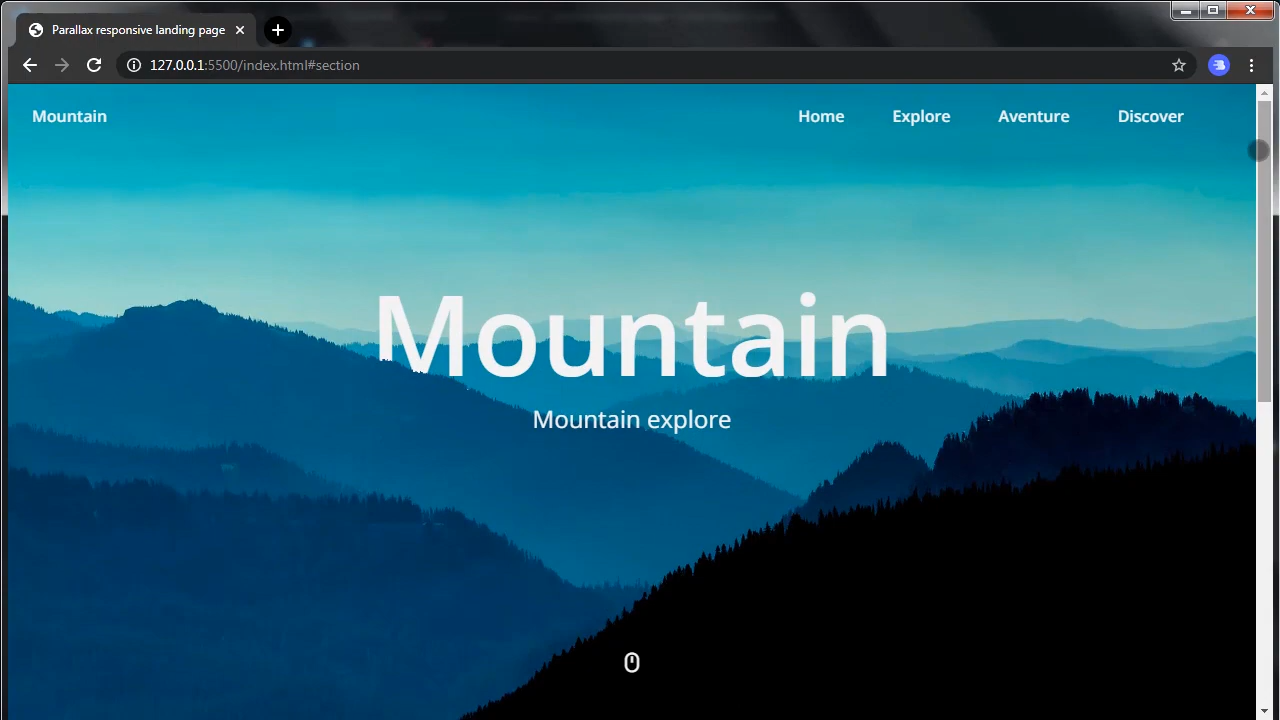 Parallax responsive landing page
127.0.0.1:5500/index.html#section
Mountain Home Explore Aventure Discover
Mountain
Mountain explore